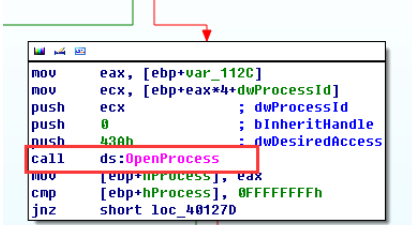 mov eax, [ebp+var_112C]
mov ecx, [ebp+eax*4+dwProcessId]
push ecx ; dwProcessId
push 0 ; bInheritHandle
push 43Ah ; dwDesiredAccess
call ds:OpenProcess
mov [ebp+hProcess], eax
cmp [ebp+hProcess], 0FFFFFFFFh
jnz short loc_40127D